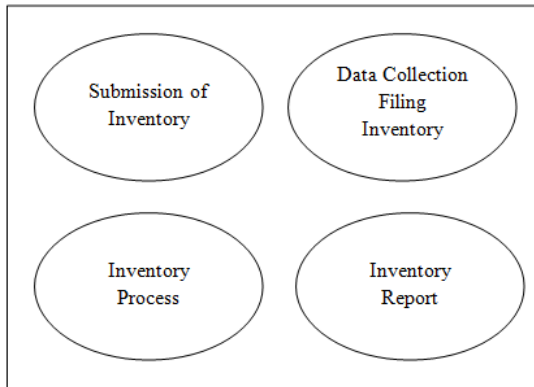 Submission of
Inventory
Data Collection
Filing
Inventory
Inventory
Process
Inventory
Report